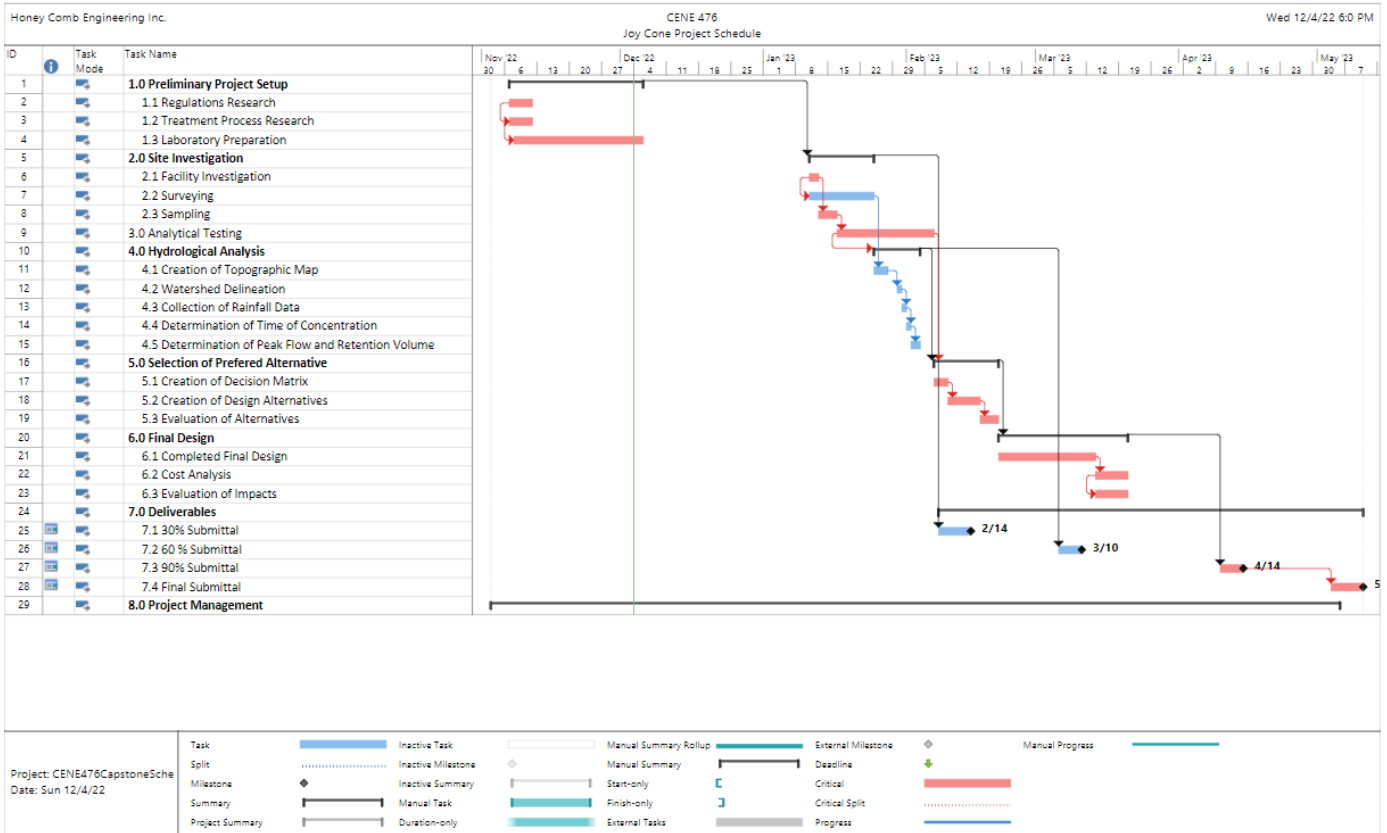 Honey Comb Engineering Inc. CENE 476 Wed 12/4/22 6:0 PM
Joy Cone Project Schedule
ID Task Mode Task Name Nov '22 Dec '22 Jan '23 Feb '23 Mar '23 Apr '23 May '23
30 6 13 20 27 4 11 18 25 1 8 15 22 29 5 12 19 26 5 12 19 26 2 9 16 23 30 7
1 1.0 Preliminary Project Setup
2 1.1 Regulations Research
3 1.2 Treatment Process Research
4 1.3 Laboratory Preparation
5 2.0 Site Investigation
6 2.1 Facility Investigation
7 2.2 Surveying
8 2.3 Sampling
9 3.0 Analytical Testing
10 4.0 Hydrological Analysis
11 4.1 Creation of Topographic Map
12 4.2 Watershed Delineation
13 4.3 Collection of Rainfall Data
14 4.4 Determination of Time of Concentration
15 4.5 Determination of Peak Flow and Retention Volume
16 5.0 Selection of Prefered Alternative
17 5.1 Creation of Decision Matrix
18 5.2 Creation of Design Alternatives
19 5.3 Evaluation of Alternatives
20 6.0 Final Design
21 6.1 Completed Final Design
22 6.2 Cost Analysis
23 6.3 Evaluation of Impacts
24 7.0 Deliverables
25 7.1 30% Submittal 2/14
26 7.2 60 % Submittal 3/10
27 7.3 90% Submittal 4/14
28 7.4 Final Submittal 5
29 8.0 Project Management
Project: CENE476CapstoneSche
Date: Sun 12/4/22
Task Inactive Task Manual Summary Rollup External Milestone Manual Progress
Split Inactive Milestone Manual Summary Deadline
Milestone Inactive Summary Start-only Critical
Summary Manual Task Finish-only Critical Split
Project Summary Duration-only External Tasks Progress